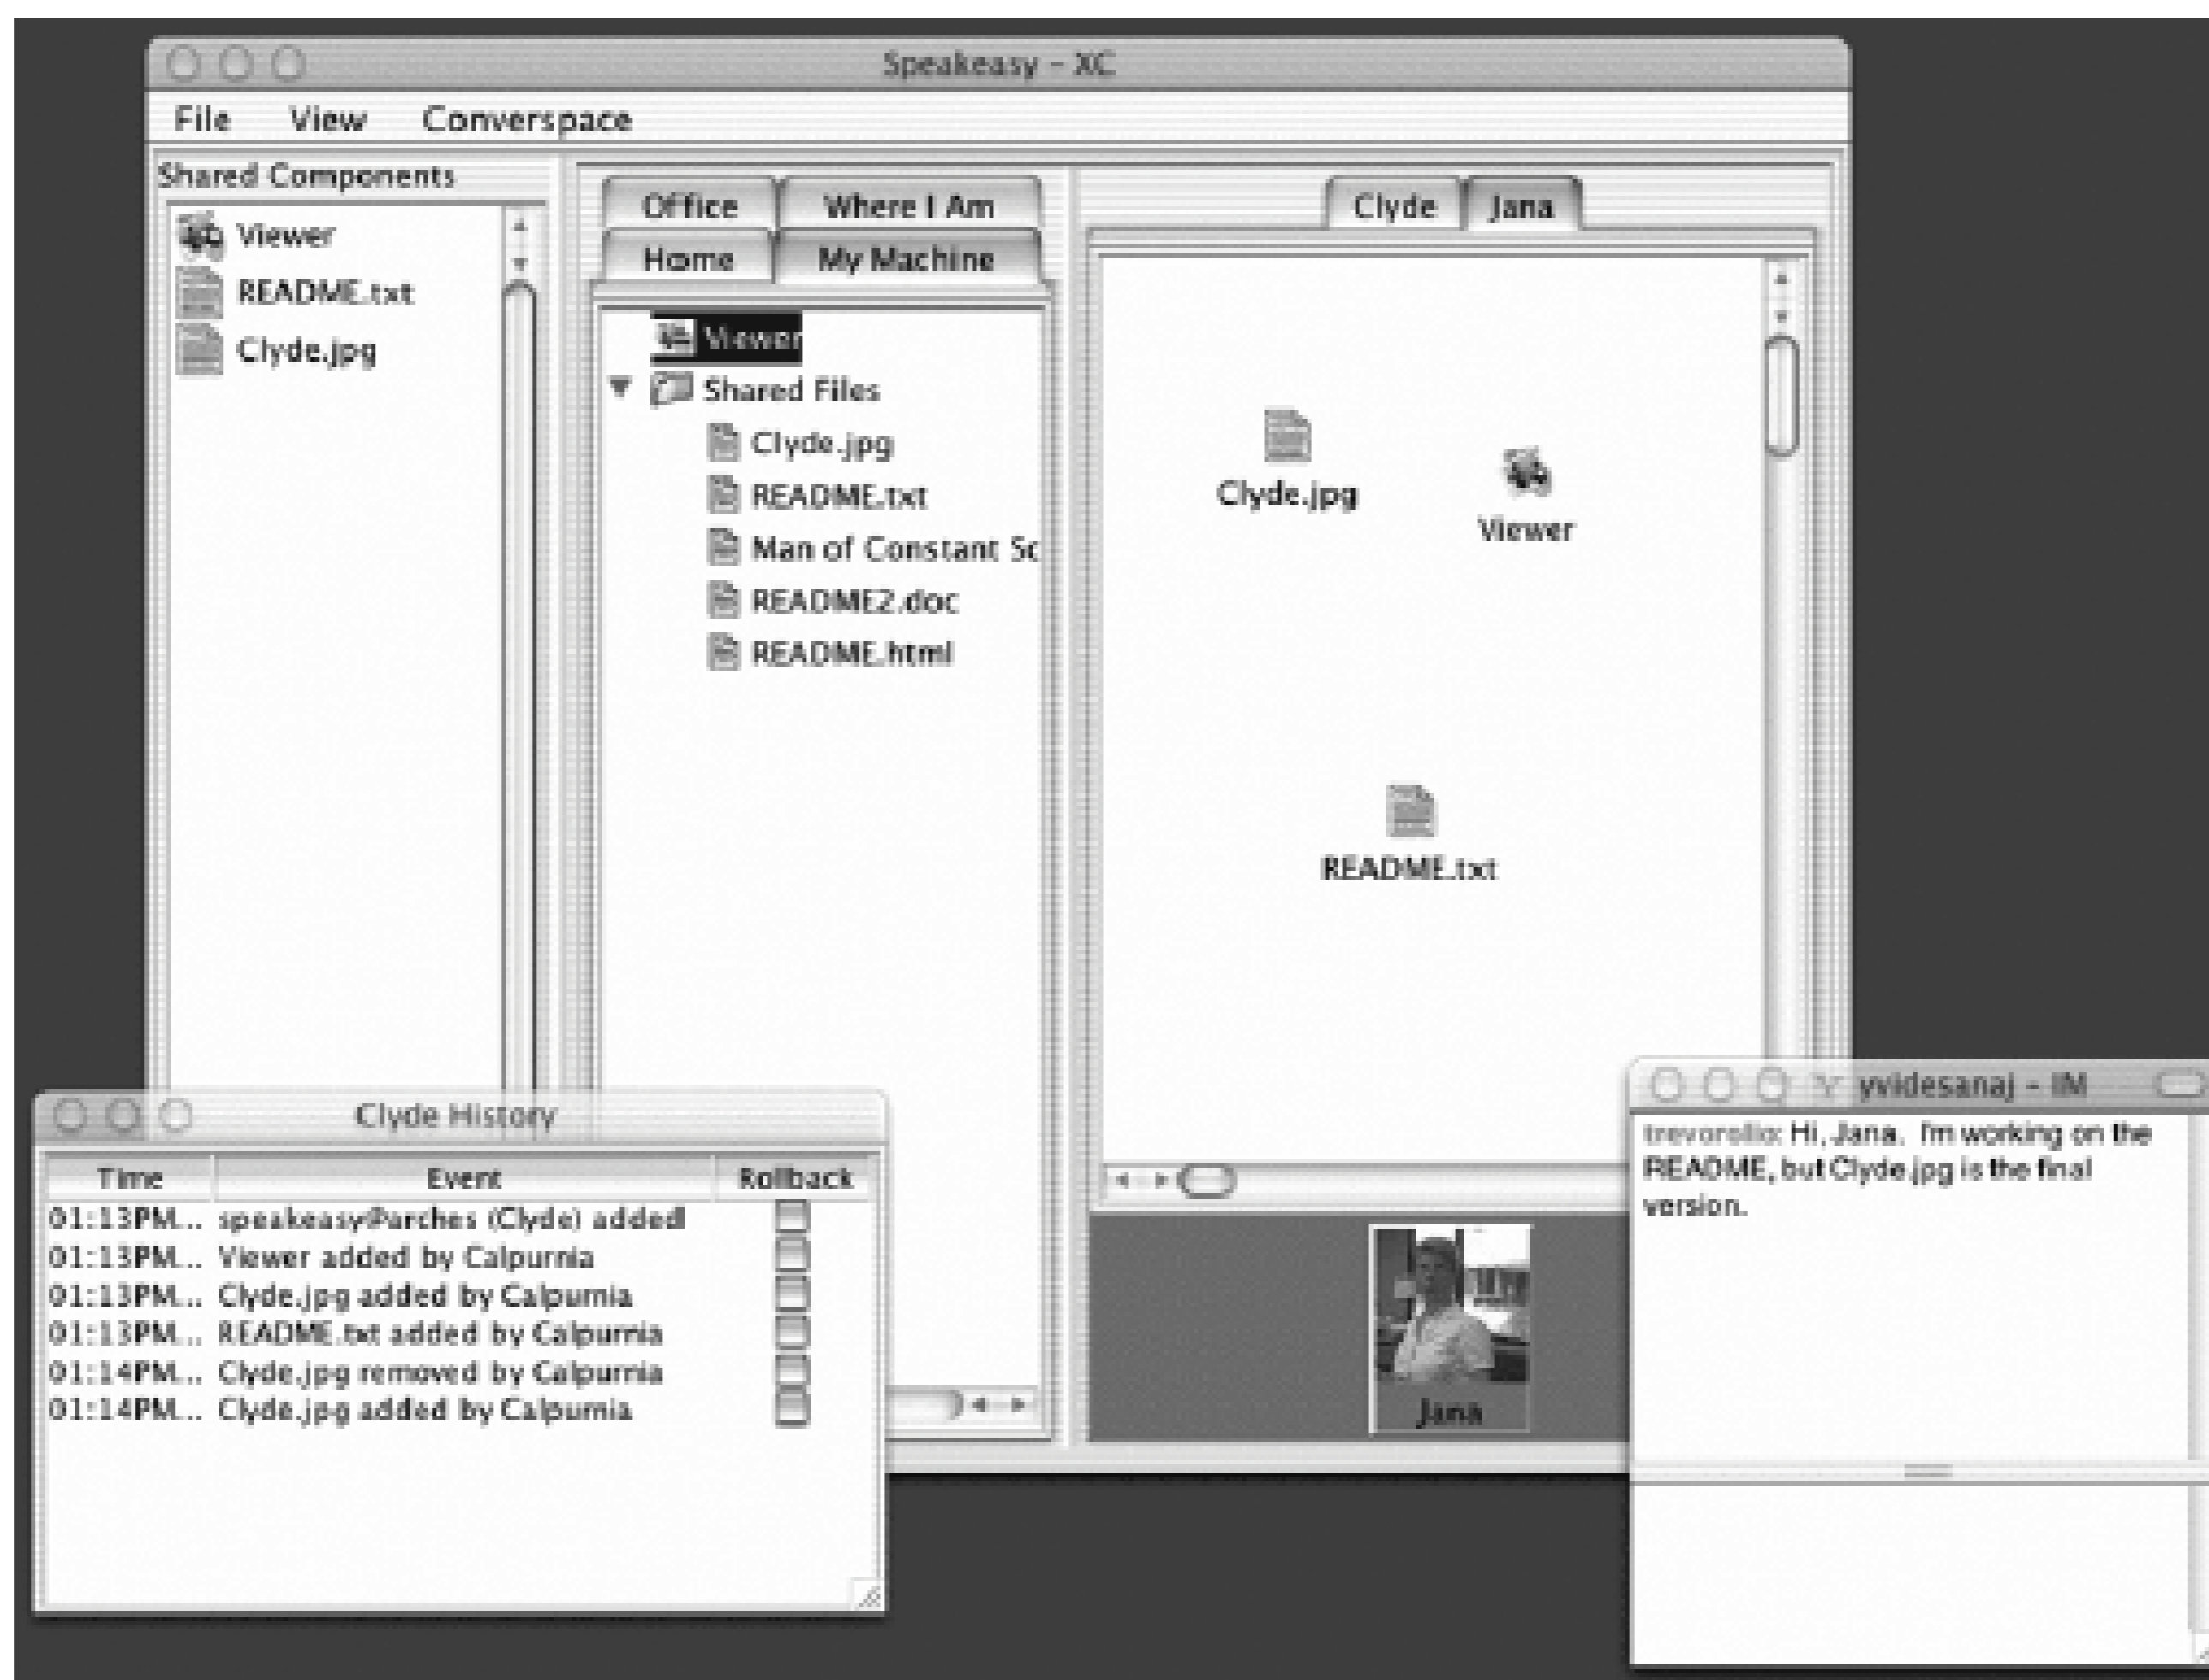 Speakeasy - XC
File View Converspace
Shared Components
Viewer
README.txt
Clyde.jpg
Office Where I Am
Home My Machine
Viewer
Shared Files
Clyde.jpg
README.txt
Man of Constant Sc
README2.doc
README.html
Clyde Jana
Clyde.jpg
Viewer
README.txt
Jana
Clyde History
Time Event Rollback
01:13PM... speakeasy@arches (Clyde) added
01:13PM... Viewer added by Calpurnia
01:13PM... Clyde.jpg added by Calpurnia
01:13PM... README.txt added by Calpurnia
01:14PM... Clyde.jpg removed by Calpurnia
01:14PM... Clyde.jpg added by Calpurnia
yvidesanaj - IM
trevorollo: Hi, Jana. I'm working on the
README, but Clyde.jpg is the final
version.